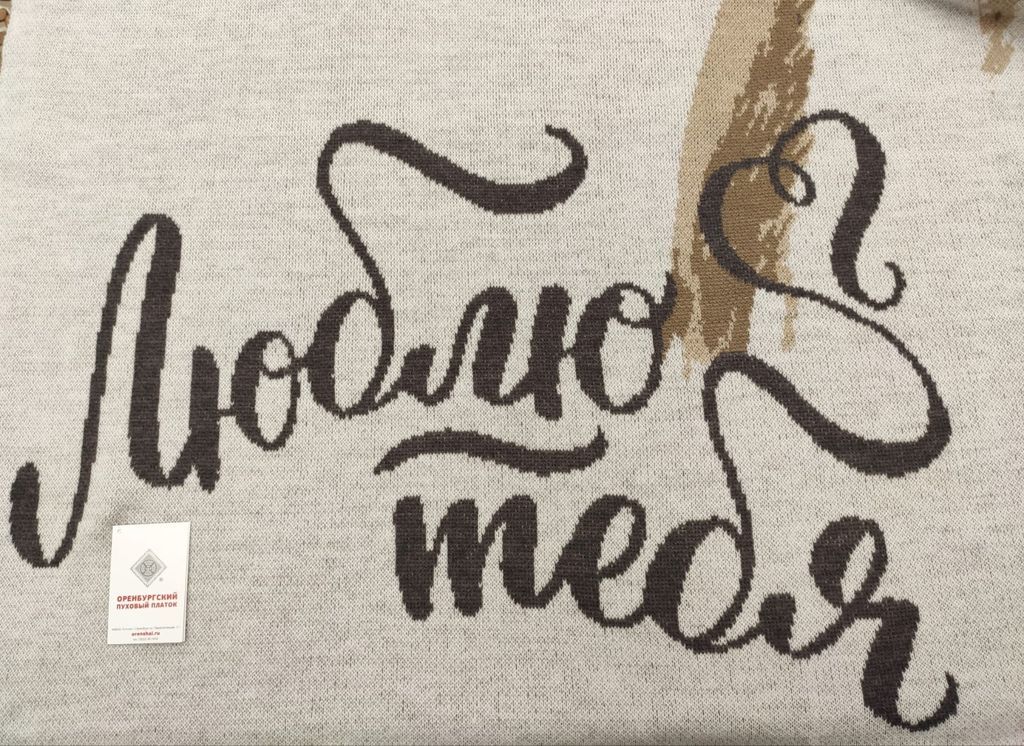 Люблю
тебя
ОРЕНБУРГСКИЙ
ПУХОВЫЙ ПЛАТОК
orenshal.ru